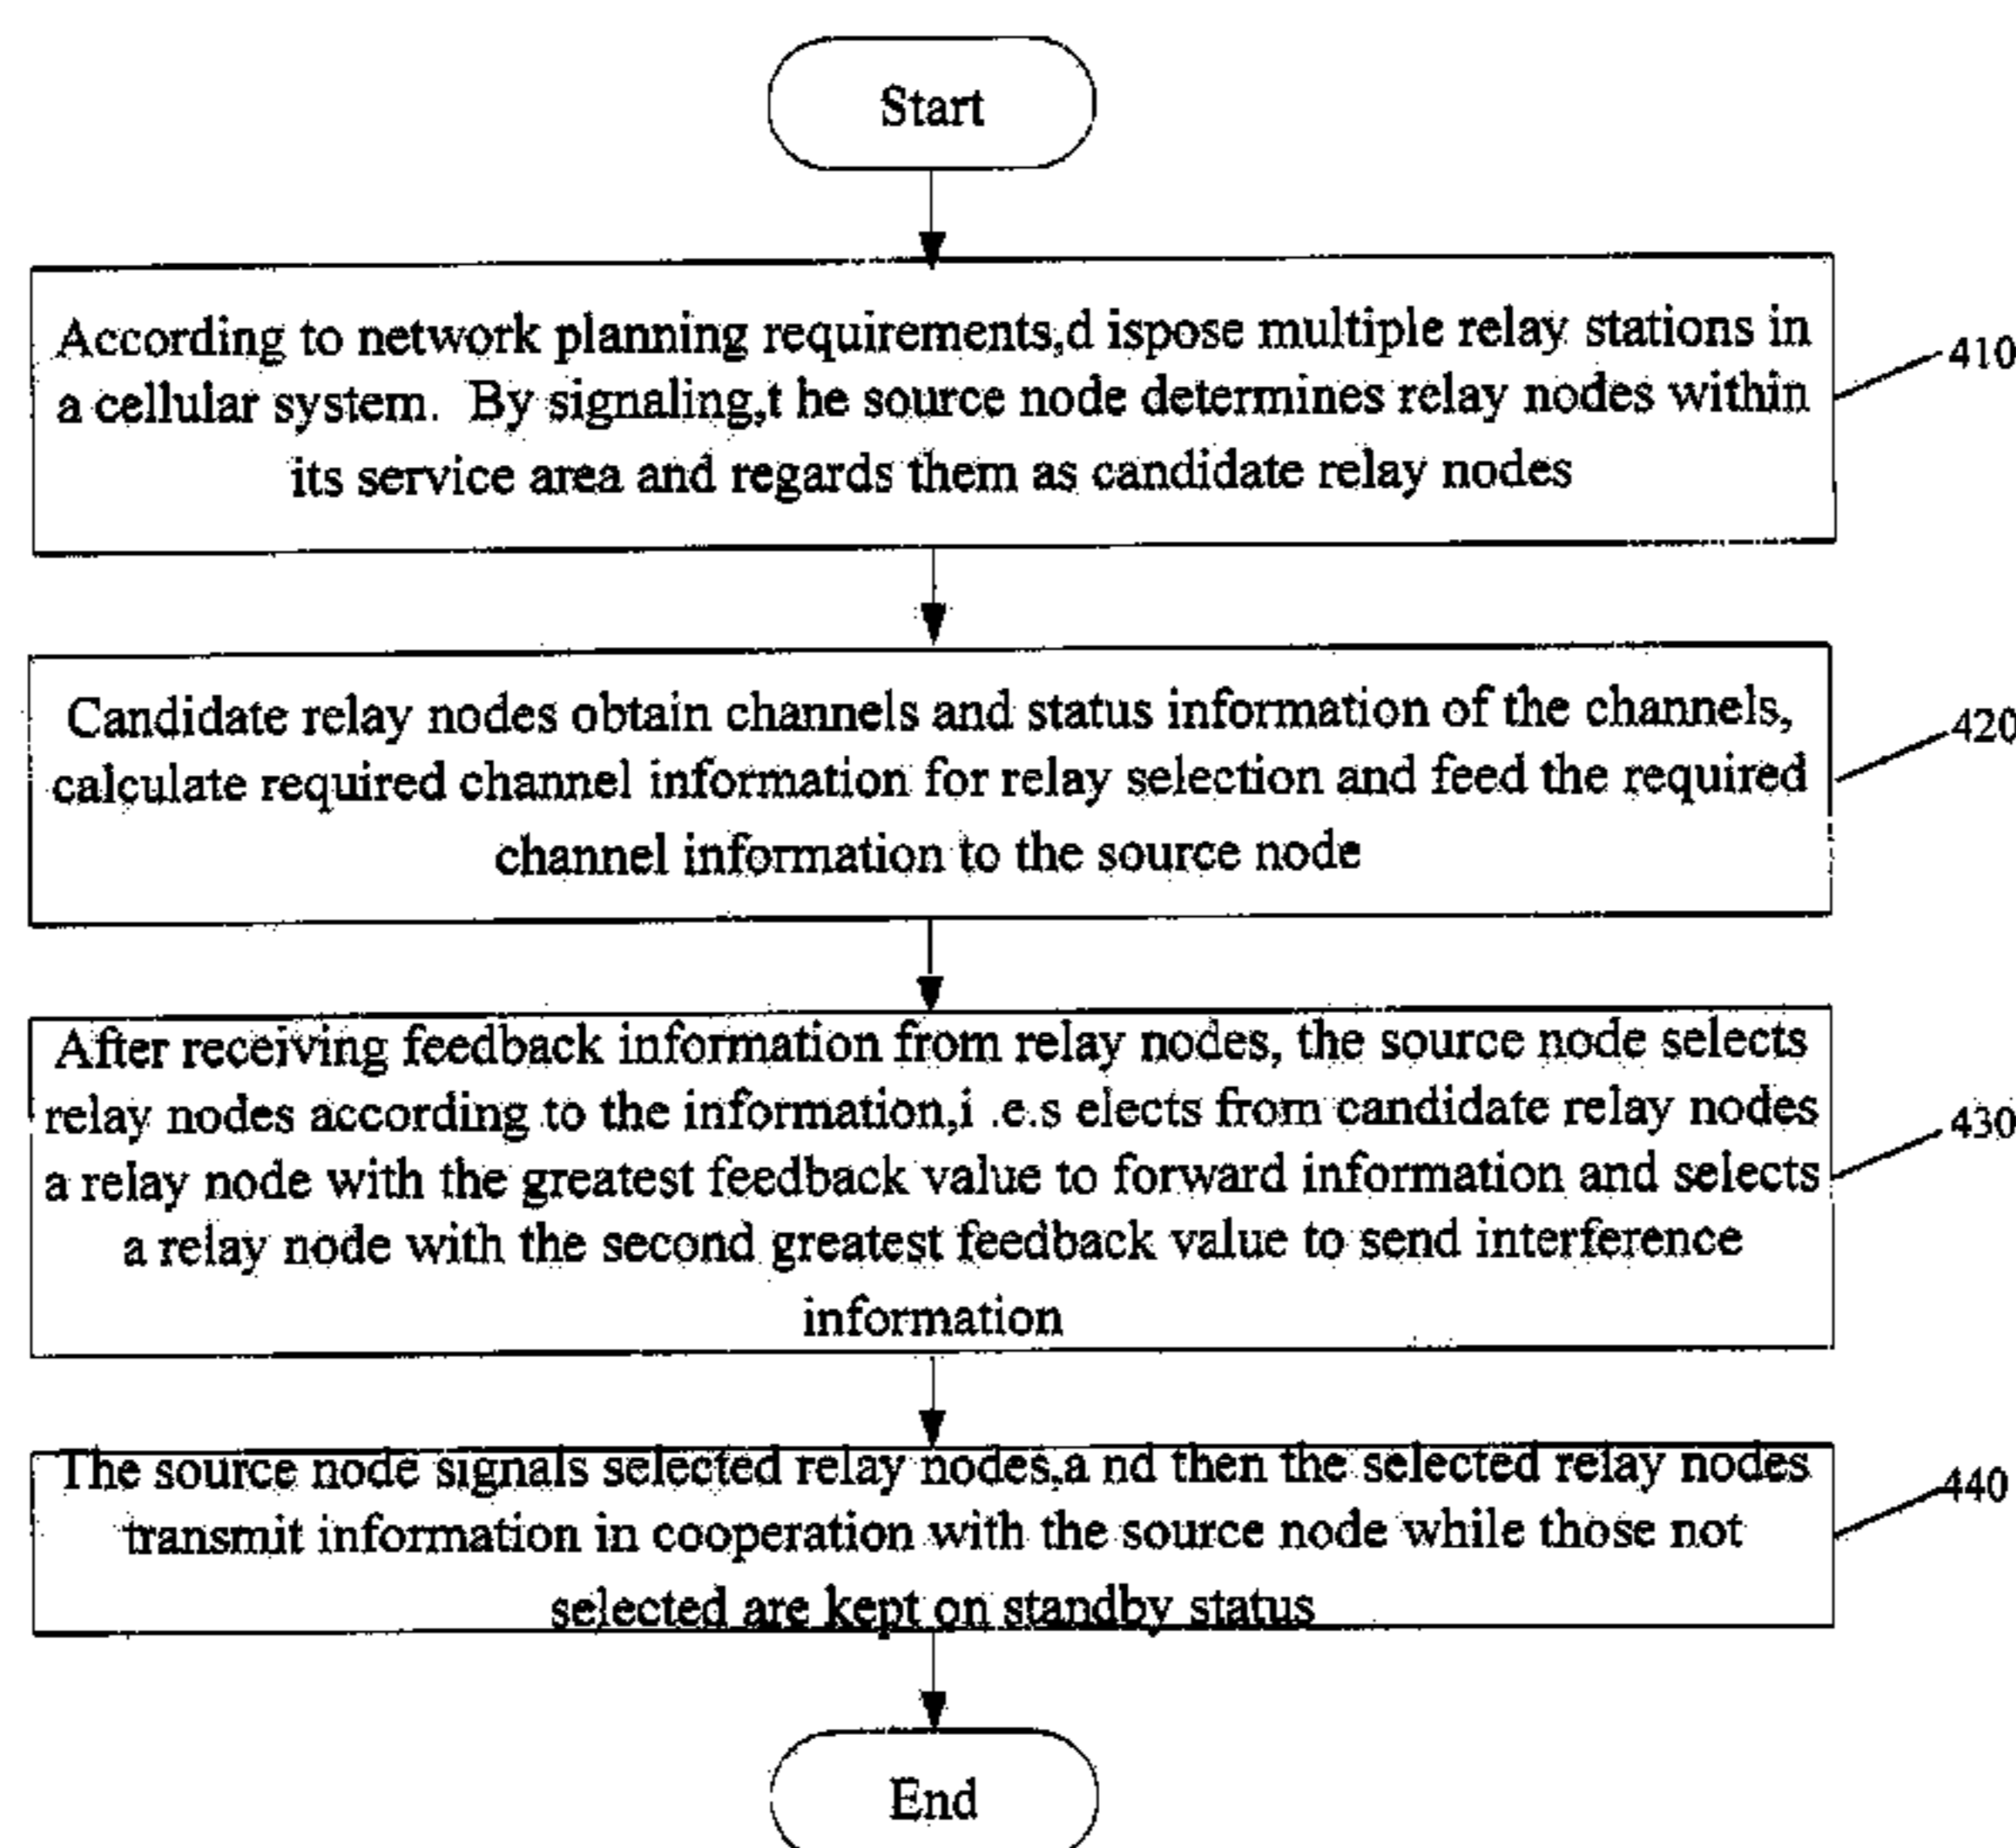 Start
According to network planning requirements,d ispose multiple relay stations in
a cellular system. By signaling,t he source node determines relay nodes within
its service area and regards them as candidate relay nodes
410
Candidate relay nodes obtain channels and status information of the channels,
calculate required channel information for relay selection and feed the required
channel information to the source node
420
After receiving feedback information from relay nodes, the source node selects
relay nodes according to the information,i .e.s elects from candidate relay nodes
a relay node with the greatest feedback value to forward information and selects
a relay node with the second greatest feedback value to send interference
information
430
The source node signals selected relay nodes,a nd then the selected relay nodes
transmit information in cooperation with the source node while those not
selected are kept on standby status
440
End